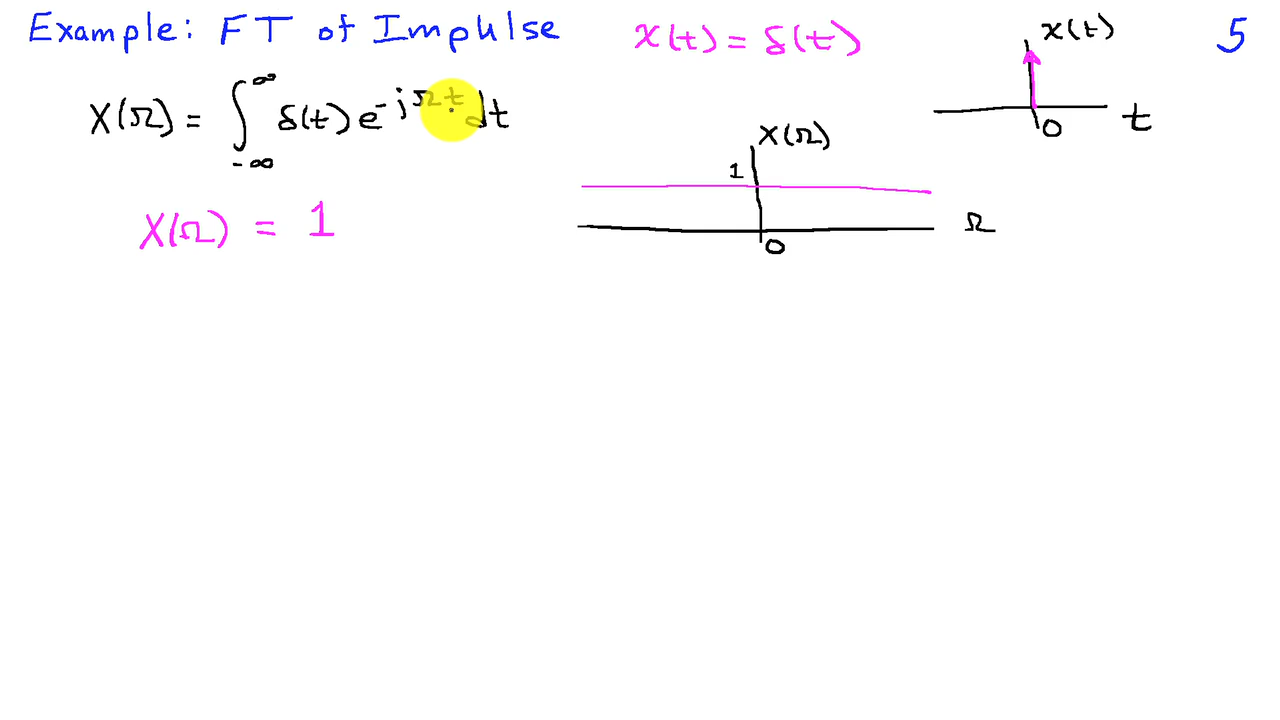 Example: FT of Impulse
x(t) = δ(t)
x(t)
5
0
t
X(Ω) = ∫_{-∞}^{∞} δ(t) e^{-jΩt} dt
X(Ω)
1
Ω
0
X(Ω) = 1